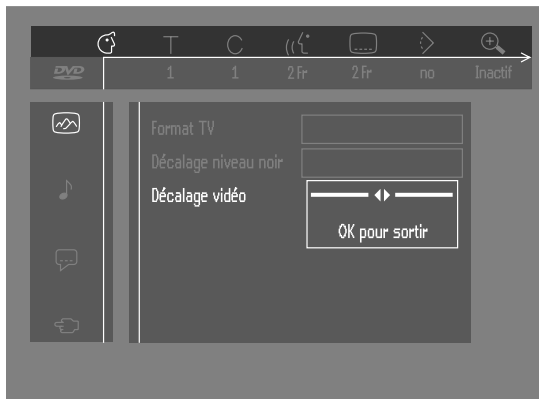 T C
DVD 1 1 2 Fr 2 Fr no Inactif
Format TV
Décalage niveau noir
Décalage vidéo
OK pour sortir